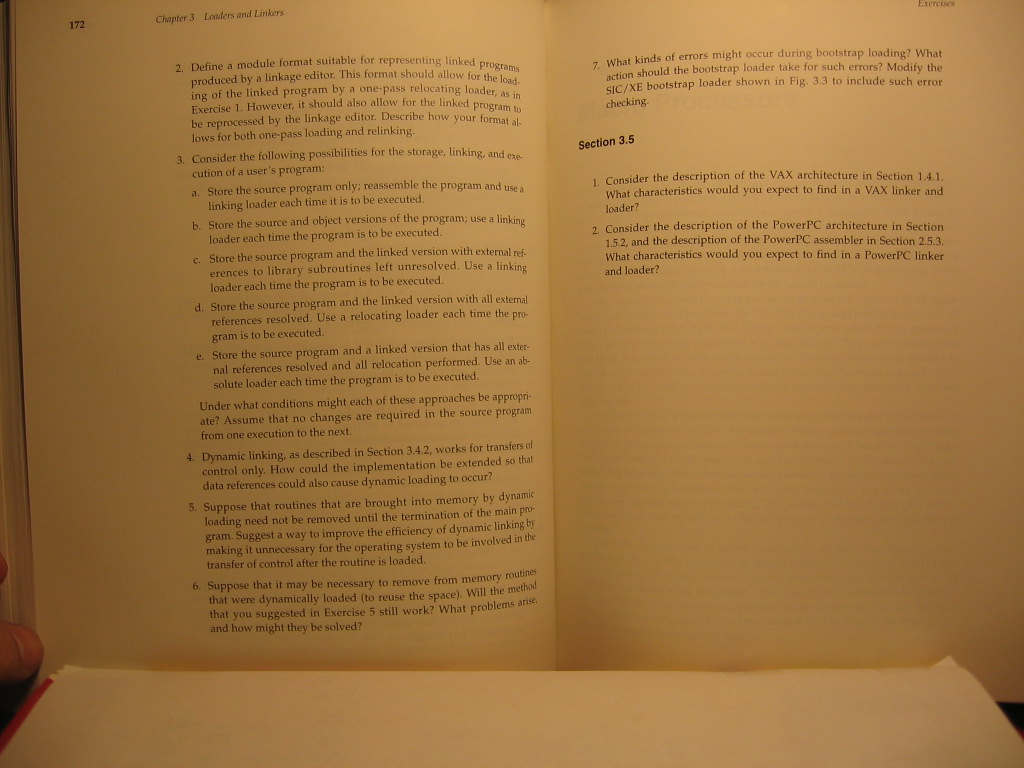 172
Chapter 3 Loaders and Linkers
2. Define a module format suitable for representing linked programs
produced by a linkage editor. This format should allow for the load-
ing of the linked program by a one-pass relocating loader, as in
Exercise 1. However, it should also allow for the linked program to
be reprocessed by the linkage editor. Describe how your format al-
lows for both one-pass loading and relinking.
3. Consider the following possibilities for the storage, linking, and exe-
cution of a user's program:
a. Store the source program only; reassemble the program and use a
linking loader each time it is to be executed.
b. Store the source and object versions of the program; use a linking
loader each time the program is to be executed.
c. Store the source program and the linked version with external ref-
erences to library subroutines left unresolved. Use a linking
loader each time the program is to be executed.
d. Store the source program and the linked version with all external
references resolved. Use a relocating loader each time the pro-
gram is to be executed.
e. Store the source program and a linked version that has all exter-
nal references resolved and all relocation performed. Use an ab-
solute loader each time the program is to be executed.
Under what conditions might each of these approaches be appropri-
ate? Assume that no changes are required in the source program
from one execution to the next.
4. Dynamic linking, as described in Section 3.4.2, works for transfers of
control only. How could the implementation be extended so that
data references could also cause dynamic loading to occur?
5. Suppose that routines that are brought into memory by dynamic
loading need not be removed until the termination of the main pro-
gram. Suggest a way to improve the efficiency of dynamic linking by
making it unnecessary for the operating system to be involved in the
transfer of control after the routine is loaded.
6. Suppose that it may be necessary to remove from memory routines
that were dynamically loaded (to reuse the space). Will the method
that you suggested in Exercise 5 still work? What problems arise,
and how might they be solved?
Exercises
7. What kinds of errors might occur during bootstrap loading? What
action should the bootstrap loader take for such errors? Modify the
SIC/XE bootstrap loader shown in Fig. 3.3 to include such error
checking.
Section 3.5
1. Consider the description of the VAX architecture in Section 1.4.1.
What characteristics would you expect to find in a VAX linker and
loader?
2. Consider the description of the PowerPC architecture in Section
1.5.2, and the description of the PowerPC assembler in Section 2.5.3.
What characteristics would you expect to find in a PowerPC linker
and loader?